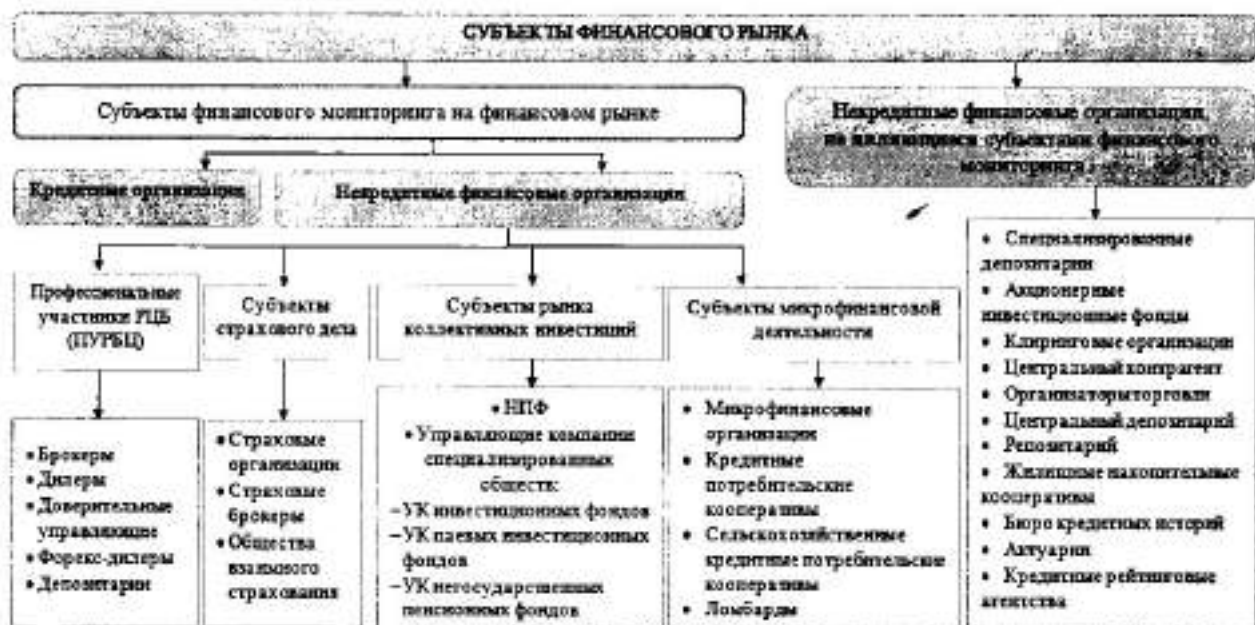 СУБЪЕКТЫ ФИНАНСОВОГО РЫНКА
Субъекты финансового мониторинга на финансовом рынке
Некредитные финансовые организации,
не являющиеся субъектами финансового
мониторинга
Кредитные организации
Некредитные финансовые организации
Профессиональные
участники РЦБ
(ПУРБЦ)
Субъекты
страхового дела
Субъекты рынка
коллективных инвестиций
Субъекты микрофинансовой
деятельности
• Брокеры
• Дилеры
• Доверительные
управляющие
• Форекс-дилеры
• Депозитарии
• Страховые
организации
• Страховые
брокеры
• Общества
взаимного
страхования
• НПФ
• Управляющие компании
специализированных
обществ:
– УК инвестиционных фондов
– УК паевых инвестиционных
фондов
– УК негосударственных
пенсионных фондов
• Микрофинансовые
организации
• Кредитные
потребительские
кооперативы
• Сельскохозяйственные
кредитные потребительские
кооперативы
• Ломбарды
• Специализированные
депозитарии
• Акционерные
инвестиционные фонды
• Клиринговые организации
• Центральный контрагент
• Организаторы торговли
• Центральный депозитарий
• Репозитарий
• Жилищные накопительные
кооперативы
• Бюро кредитных историй
• Актуарии
• Кредитные рейтинговые
агентства